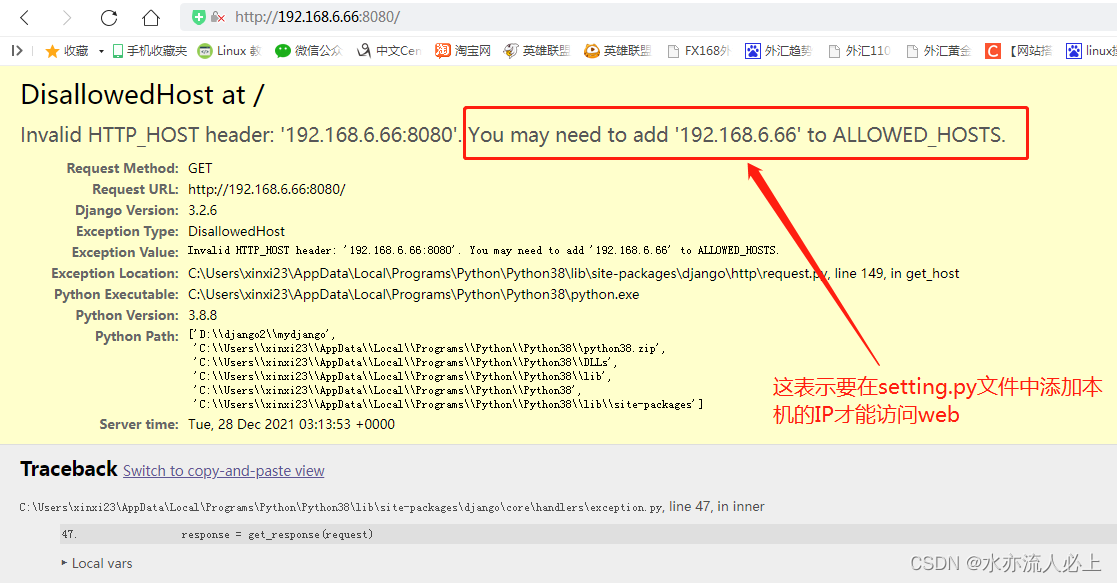 http://192.168.6.66:8080/
收藏 手机收藏夹 Linux 教 微信公众 中文Cen 淘宝网 英雄联盟 英雄联盟 FX168外 外汇趋势 外汇110 外汇黄金 【网站指 linux技
DisallowedHost at /
Invalid HTTP_HOST header: '192.168.6.66:8080'. You may need to add '192.168.6.66' to ALLOWED_HOSTS.
Request Method: GET
Request URL: http://192.168.6.66:8080/
Django Version: 3.2.6
Exception Type: DisallowedHost
Exception Value: Invalid HTTP_HOST header: '192.168.6.66:8080'. You may need to add '192.168.6.66' to ALLOWED_HOSTS.
Exception Location: C:\Users\xinxi23\AppData\Local\Programs\Python\Python38\lib\site-packages\django\http\request.py, line 149, in get_host
Python Executable: C:\Users\xinxi23\AppData\Local\Programs\Python\Python38\python.exe
Python Version: 3.8.8
Python Path: ['D:\\django2\\mydjango',
'C:\\Users\\xinxi23\\AppData\\Local\\Programs\\Python\\Python38\\python38.zip',
'C:\\Users\\xinxi23\\AppData\\Local\\Programs\\Python\\Python38\\DLLs',
'C:\\Users\\xinxi23\\AppData\\Local\\Programs\\Python\\Python38\\lib',
'C:\\Users\\xinxi23\\AppData\\Local\\Programs\\Python\\Python38',
'C:\\Users\\xinxi23\\AppData\\Local\\Programs\\Python\\Python38\\lib\\site-packages']
Server time: Tue, 28 Dec 2021 03:13:53 +0000
这表示要在setting.py文件中添加本
机的IP才能访问web
Traceback Switch to copy-and-paste view
C:\Users\xinxi23\AppData\Local\Programs\Python\Python38\lib\site-packages\django\core\handlers\exception.py, line 47, in inner
47. response = get_response(request)
Local vars
CSDN @水亦流人必上